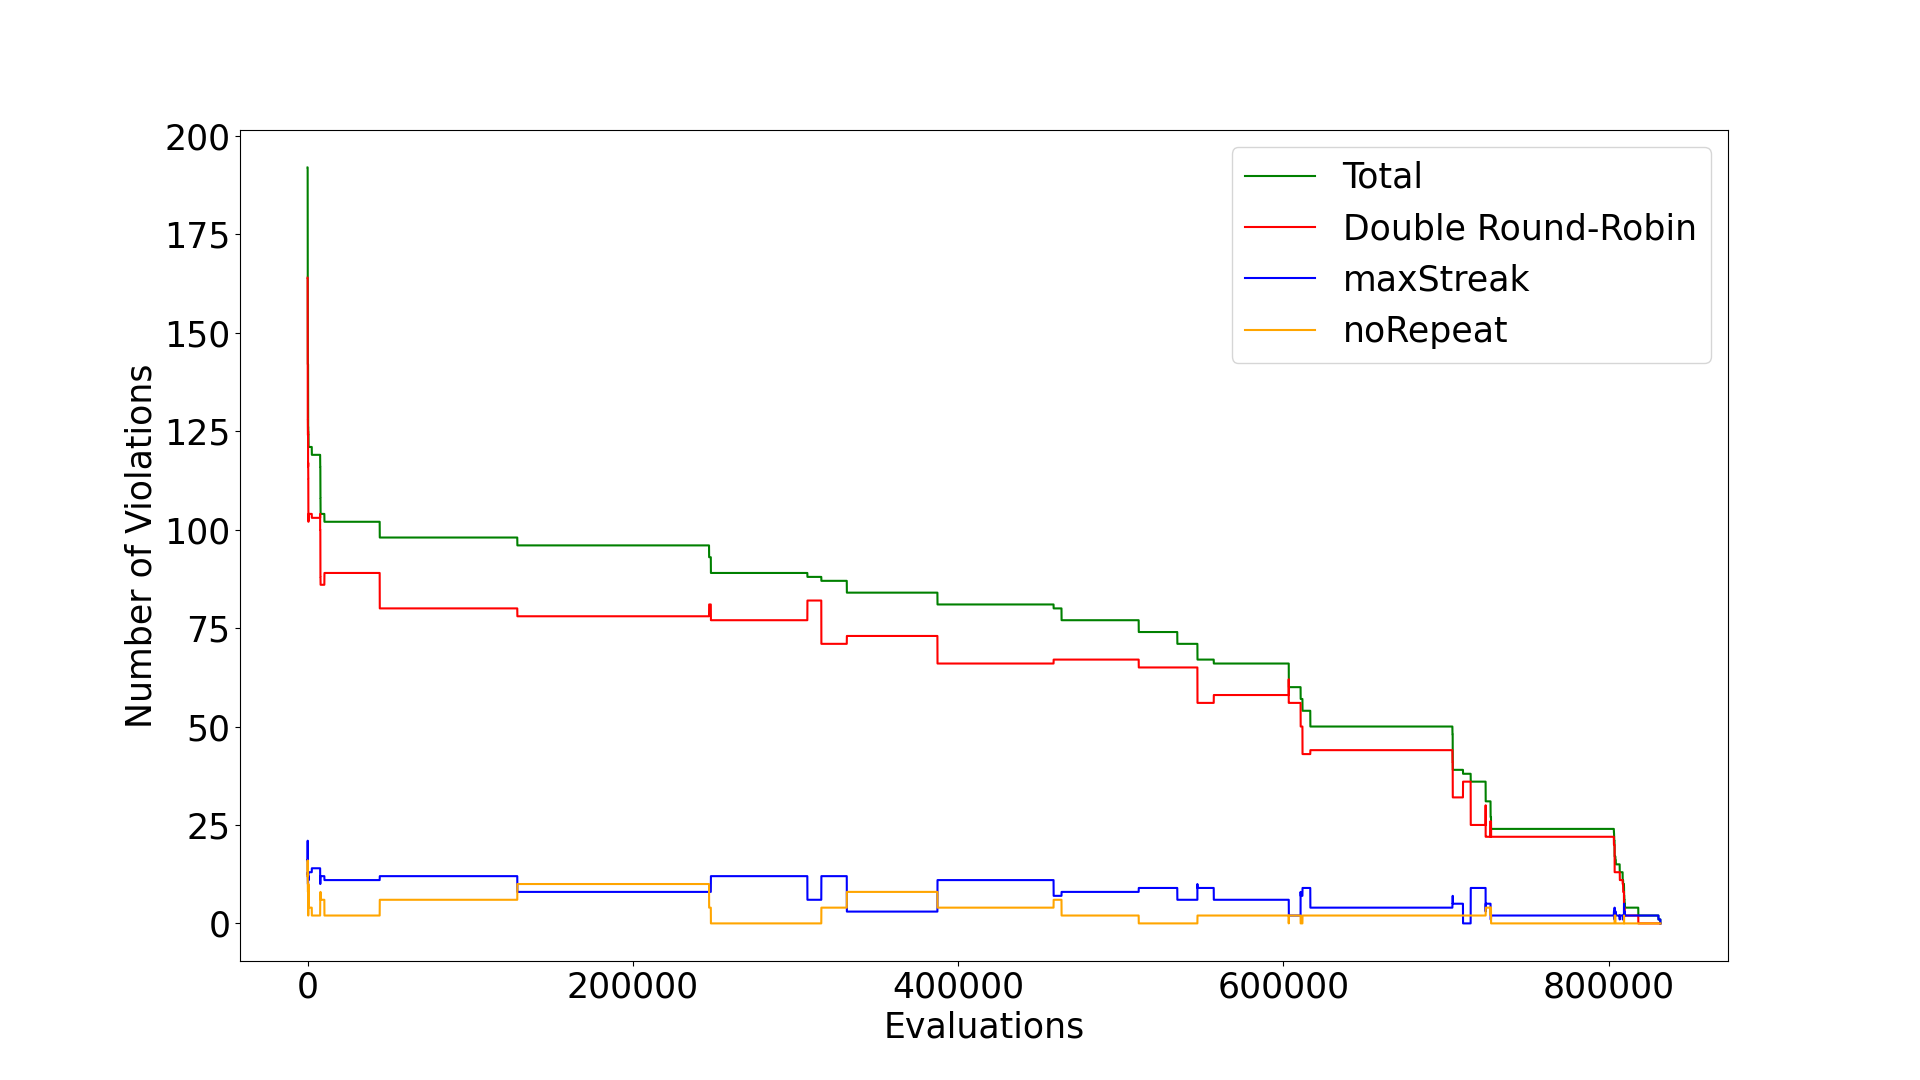 200
175
150
125
100
75
50
25
0
Number of Violations
Total
Double Round-Robin
maxStreak
noRepeat
0 200000 400000 600000 800000
Evaluations